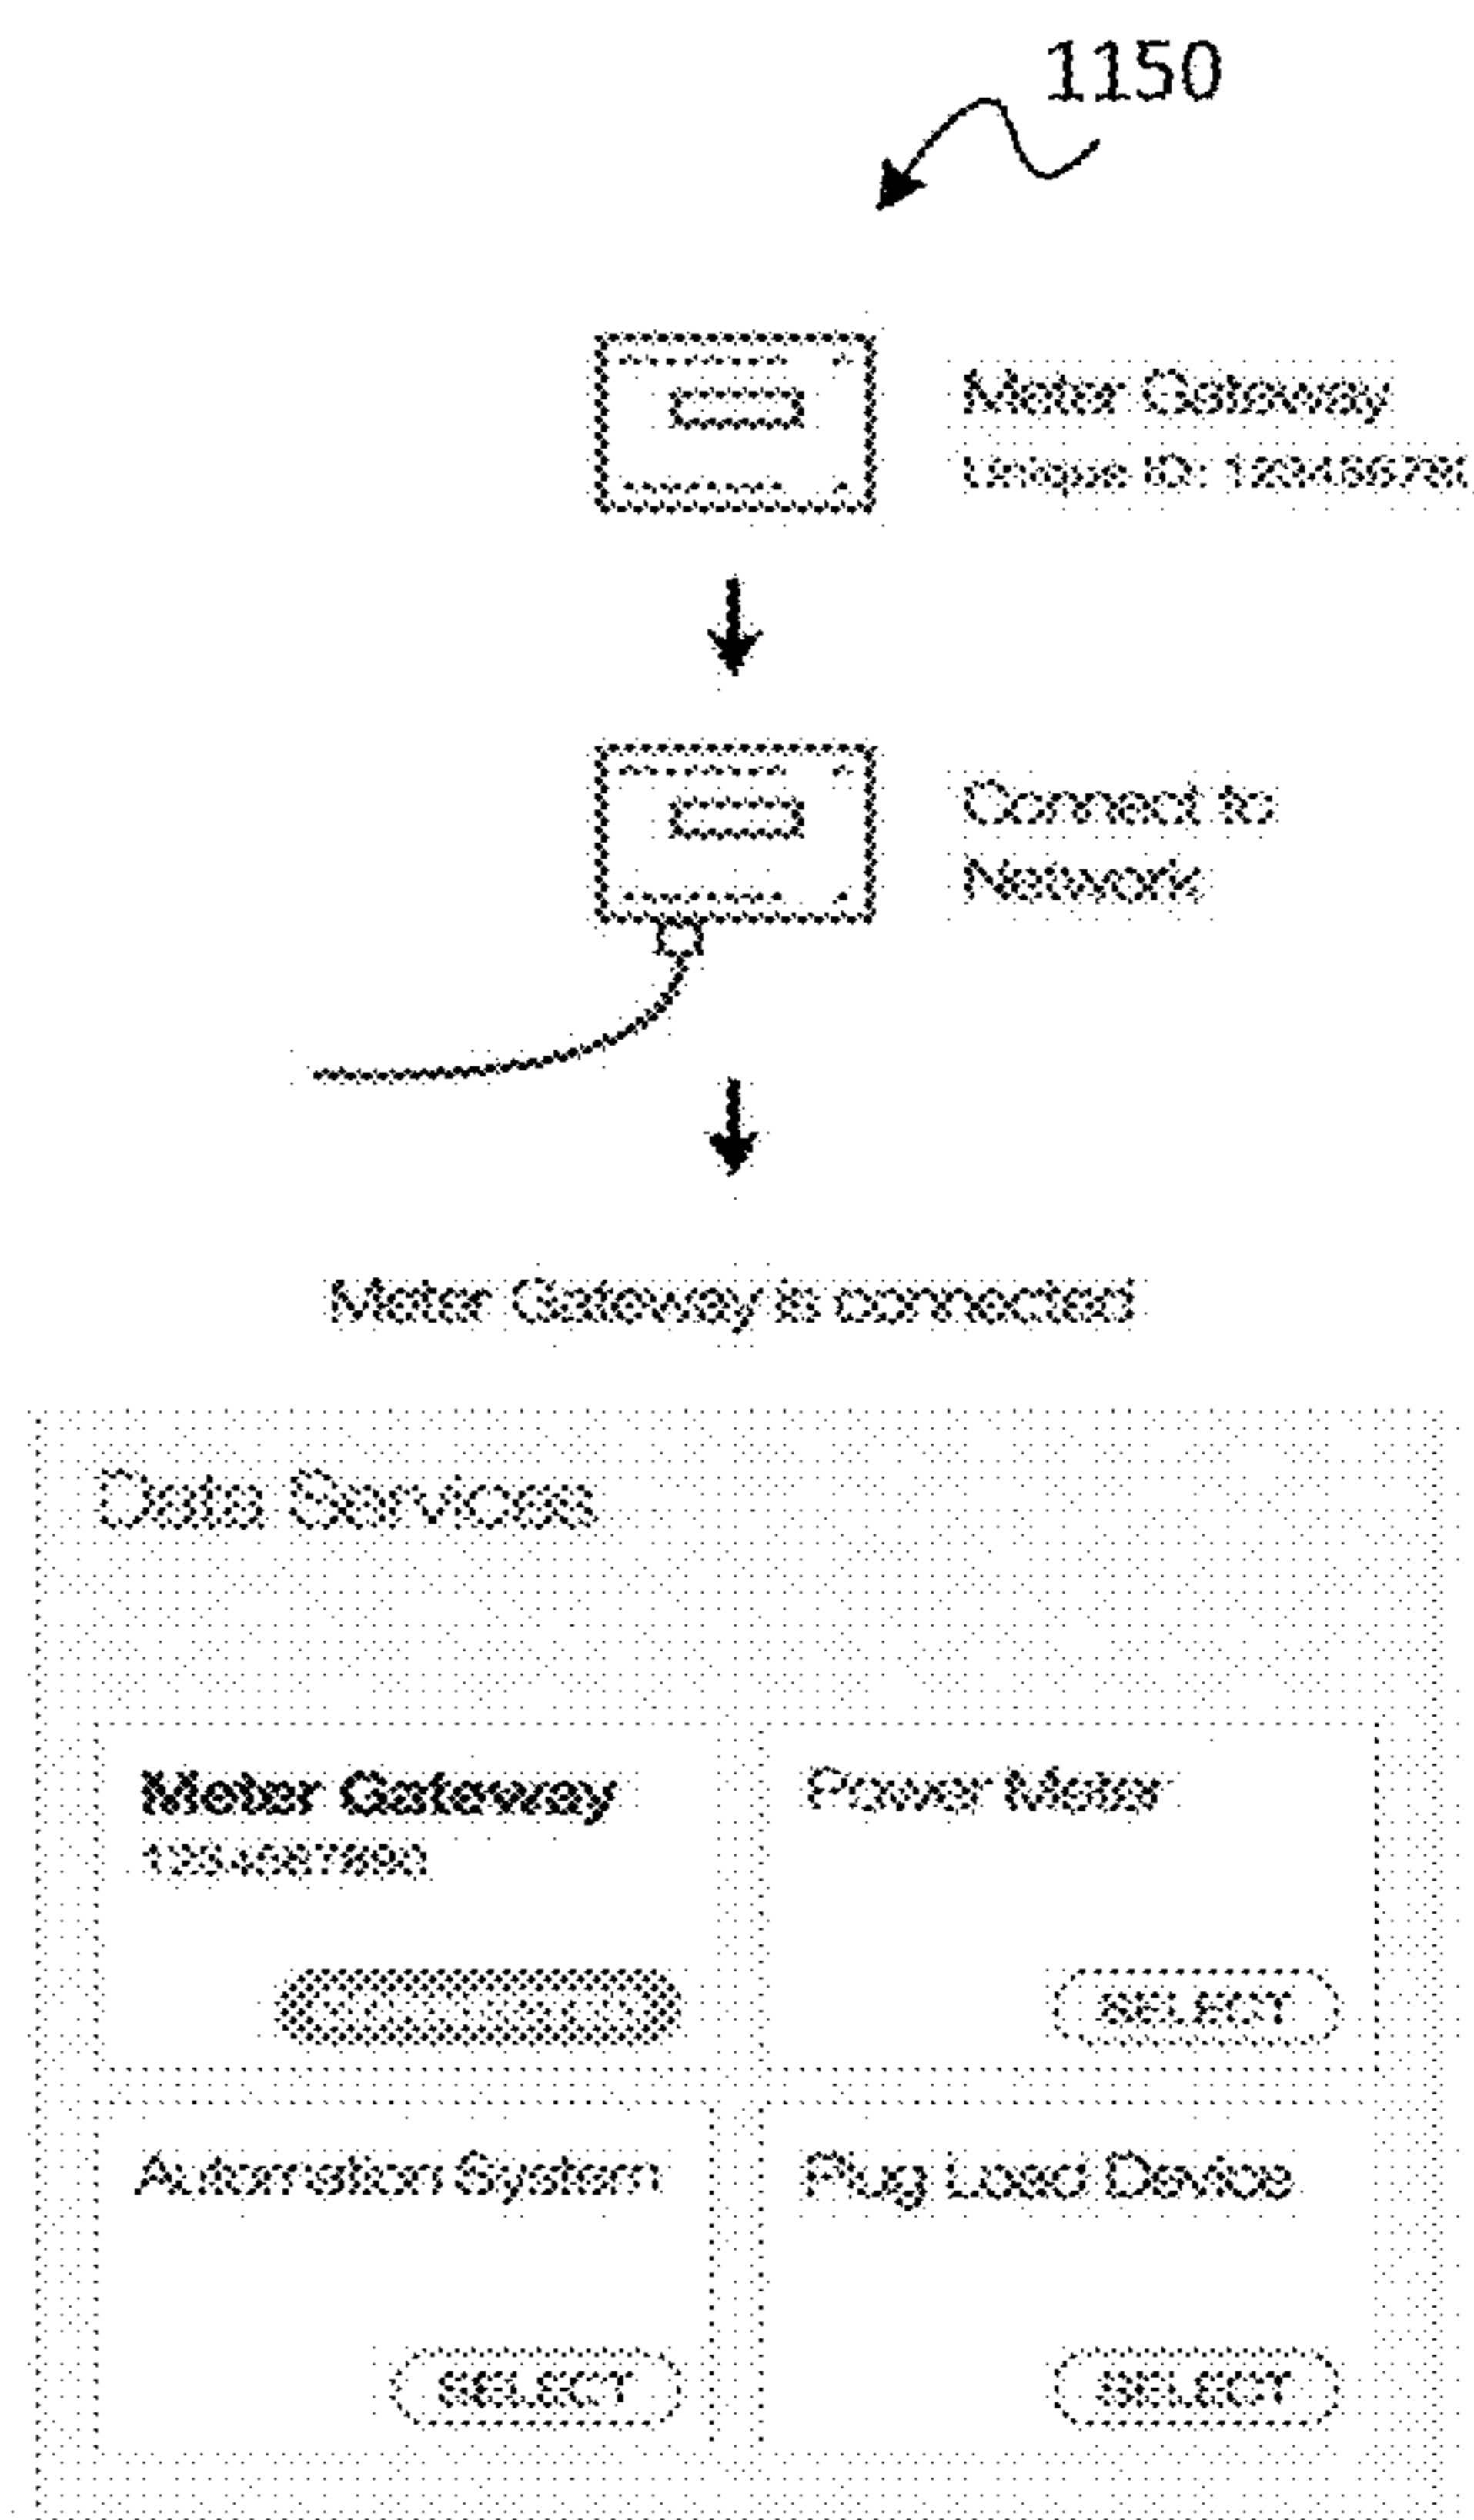 1150
Meter Gateway
Unique ID: 123456789
Connect to
Network
Meter Gateway is connected
Data Services
Meter Gateway
Power Meter
1234567890
SELECT
Automation System
Plug Load Device
SELECT
SELECT